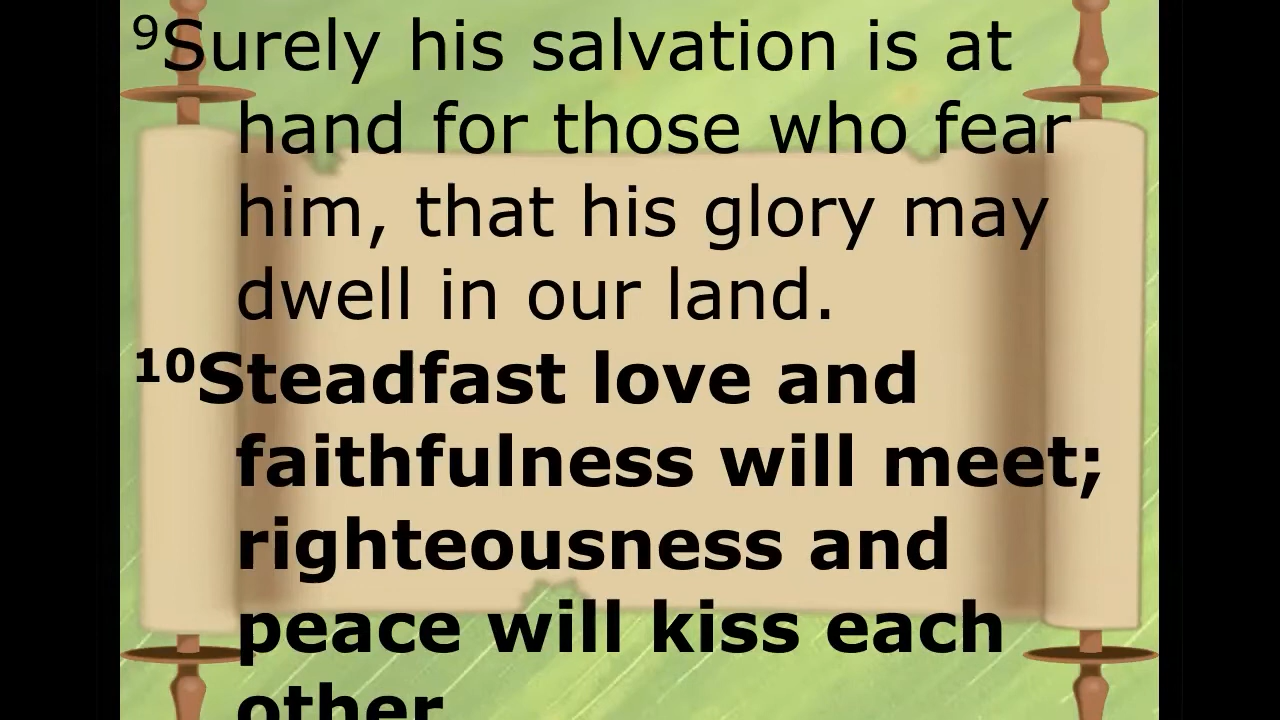 9Surely his salvation is at
hand for those who fear
him, that his glory may
dwell in our land.
10Steadfast love and
faithfulness will meet;
righteousness and
peace will kiss each
other